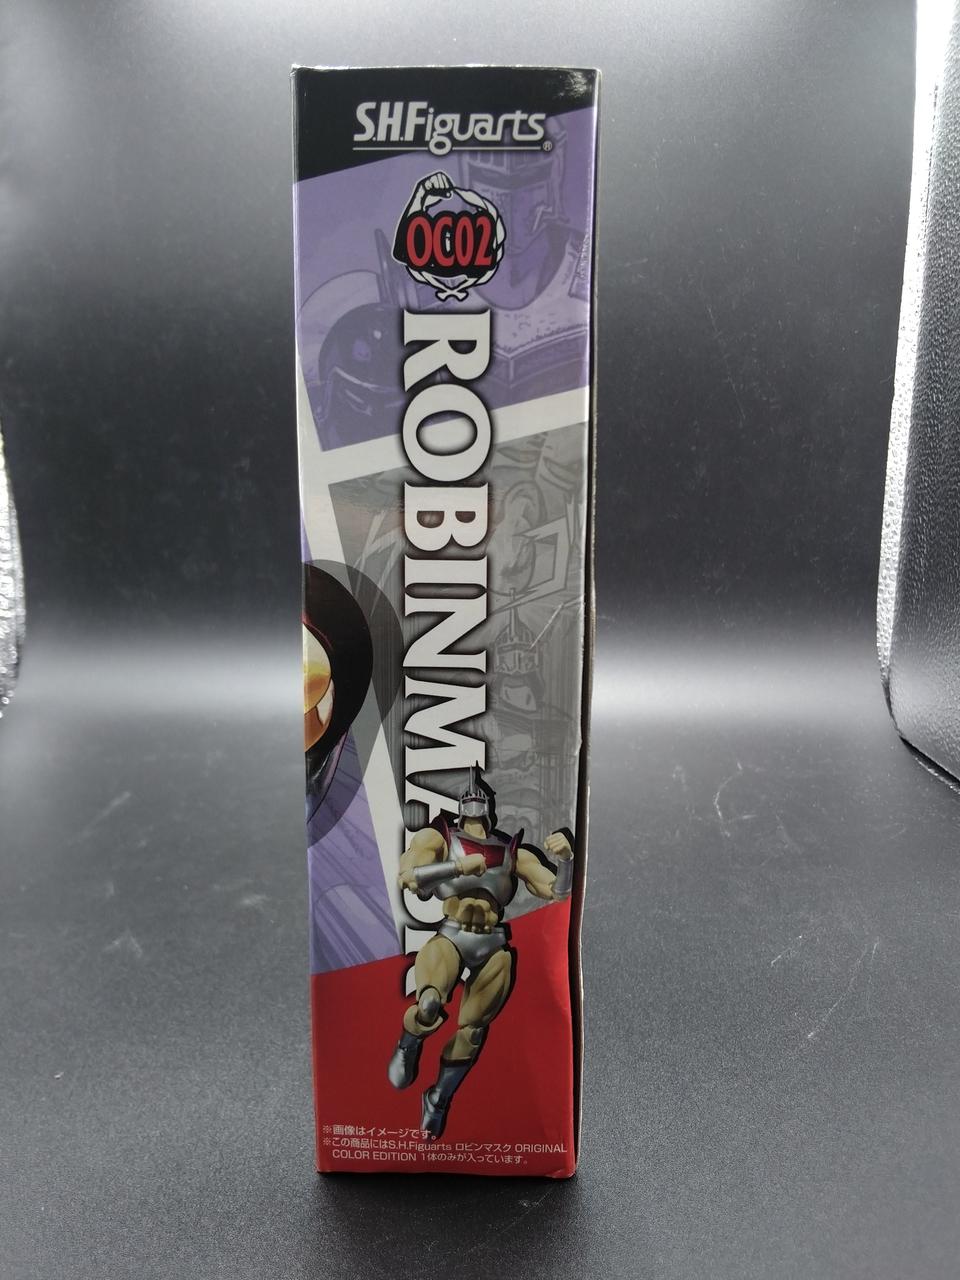 S.H.Figuarts®
OC02
ROBINMASK
※画像はイメージです。
※この商品にはS.H.Figuarts ロビンマスク ORIGINAL
COLOR EDITION 1体のみが入っています。